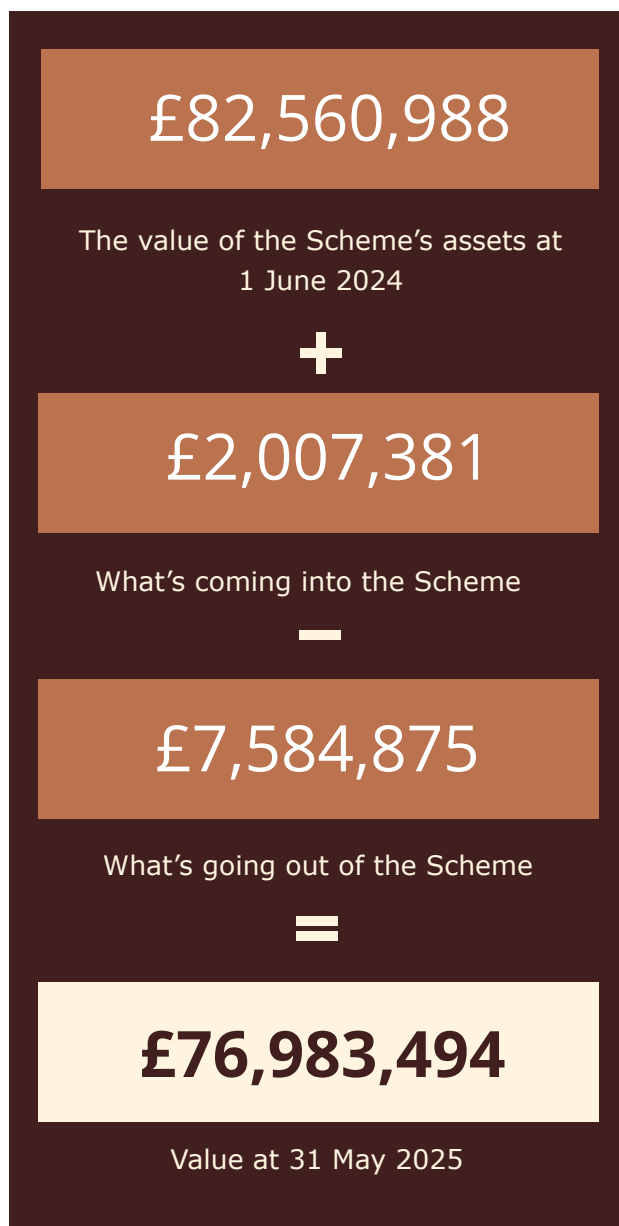 £82,560,988
The value of the Scheme’s assets at
1 June 2024
+
£2,007,381
What’s coming into the Scheme
−
£7,584,875
What’s going out of the Scheme
=
£76,983,494
Value at 31 May 2025